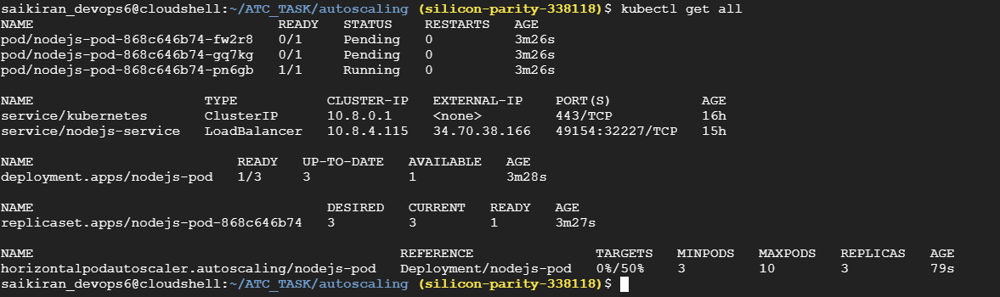 saikiran_devops6@cloudshell:~/ATC_TASK/autoscaling (silicon-parity-338118)$ kubectl get all
NAME READY STATUS RESTARTS AGE
pod/nodejs-pod-868c646b74-fw2r8 0/1 Pending 0 3m26s
pod/nodejs-pod-868c646b74-gq7kg 0/1 Pending 0 3m26s
pod/nodejs-pod-868c646b74-pn6gb 1/1 Running 0 3m26s
NAME TYPE CLUSTER-IP EXTERNAL-IP PORT(S) AGE
service/kubernetes ClusterIP 10.8.0.1 <none> 443/TCP 16h
service/nodejs-service LoadBalancer 10.8.4.115 34.70.38.166 49154:32227/TCP 15h
NAME READY UP-TO-DATE AVAILABLE AGE
deployment.apps/nodejs-pod 1/3 3 1 3m28s
NAME DESIRED CURRENT READY AGE
replicaset.apps/nodejs-pod-868c646b74 3 3 1 3m27s
NAME REFERENCE TARGETS MINPODS MAXPODS REPLICAS AGE
horizontalpodautoscaler.autoscaling/nodejs-pod Deployment/nodejs-pod 0%/50% 3 10 3 79s
saikiran_devops6@cloudshell:~/ATC_TASK/autoscaling (silicon-parity-338118)$